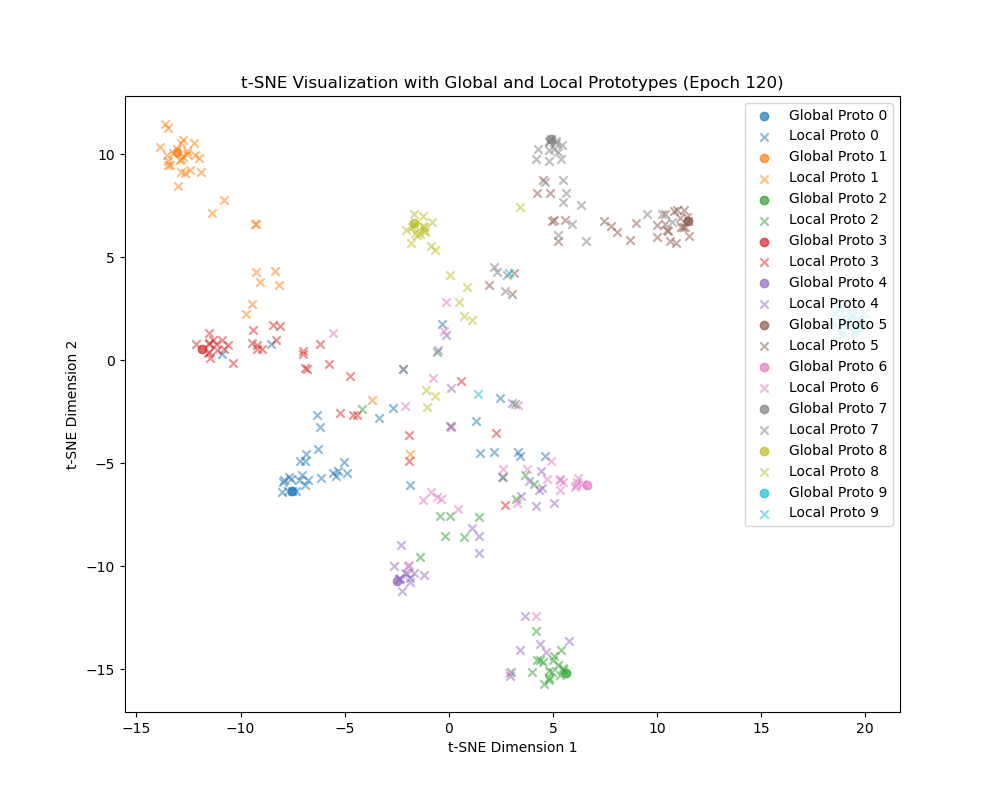 t-SNE Visualization with Global and Local Prototypes (Epoch 120)
Global Proto 0
Local Proto 0
Global Proto 1
Local Proto 1
Global Proto 2
Local Proto 2
Global Proto 3
Local Proto 3
Global Proto 4
Local Proto 4
Global Proto 5
Local Proto 5
Global Proto 6
Local Proto 6
Global Proto 7
Local Proto 7
Global Proto 8
Local Proto 8
Global Proto 9
Local Proto 9
10
5
0
−5
−10
−15
t-SNE Dimension 2
−15
−10
−5
0
5
10
15
20
t-SNE Dimension 1